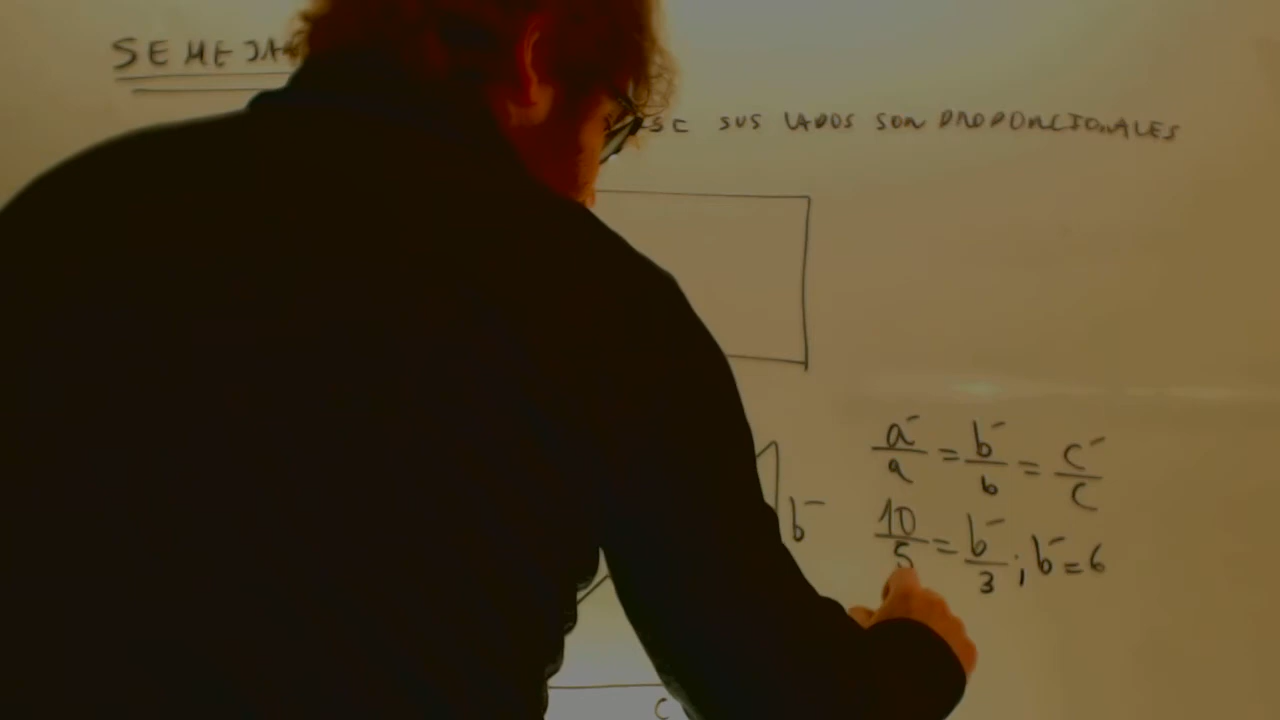 SEMEJA
SUS LADOS SON PROPORCIONALES
a-/a = b-/b = c-/c
b-
10/5 = b-/3 ; b- = 6
c